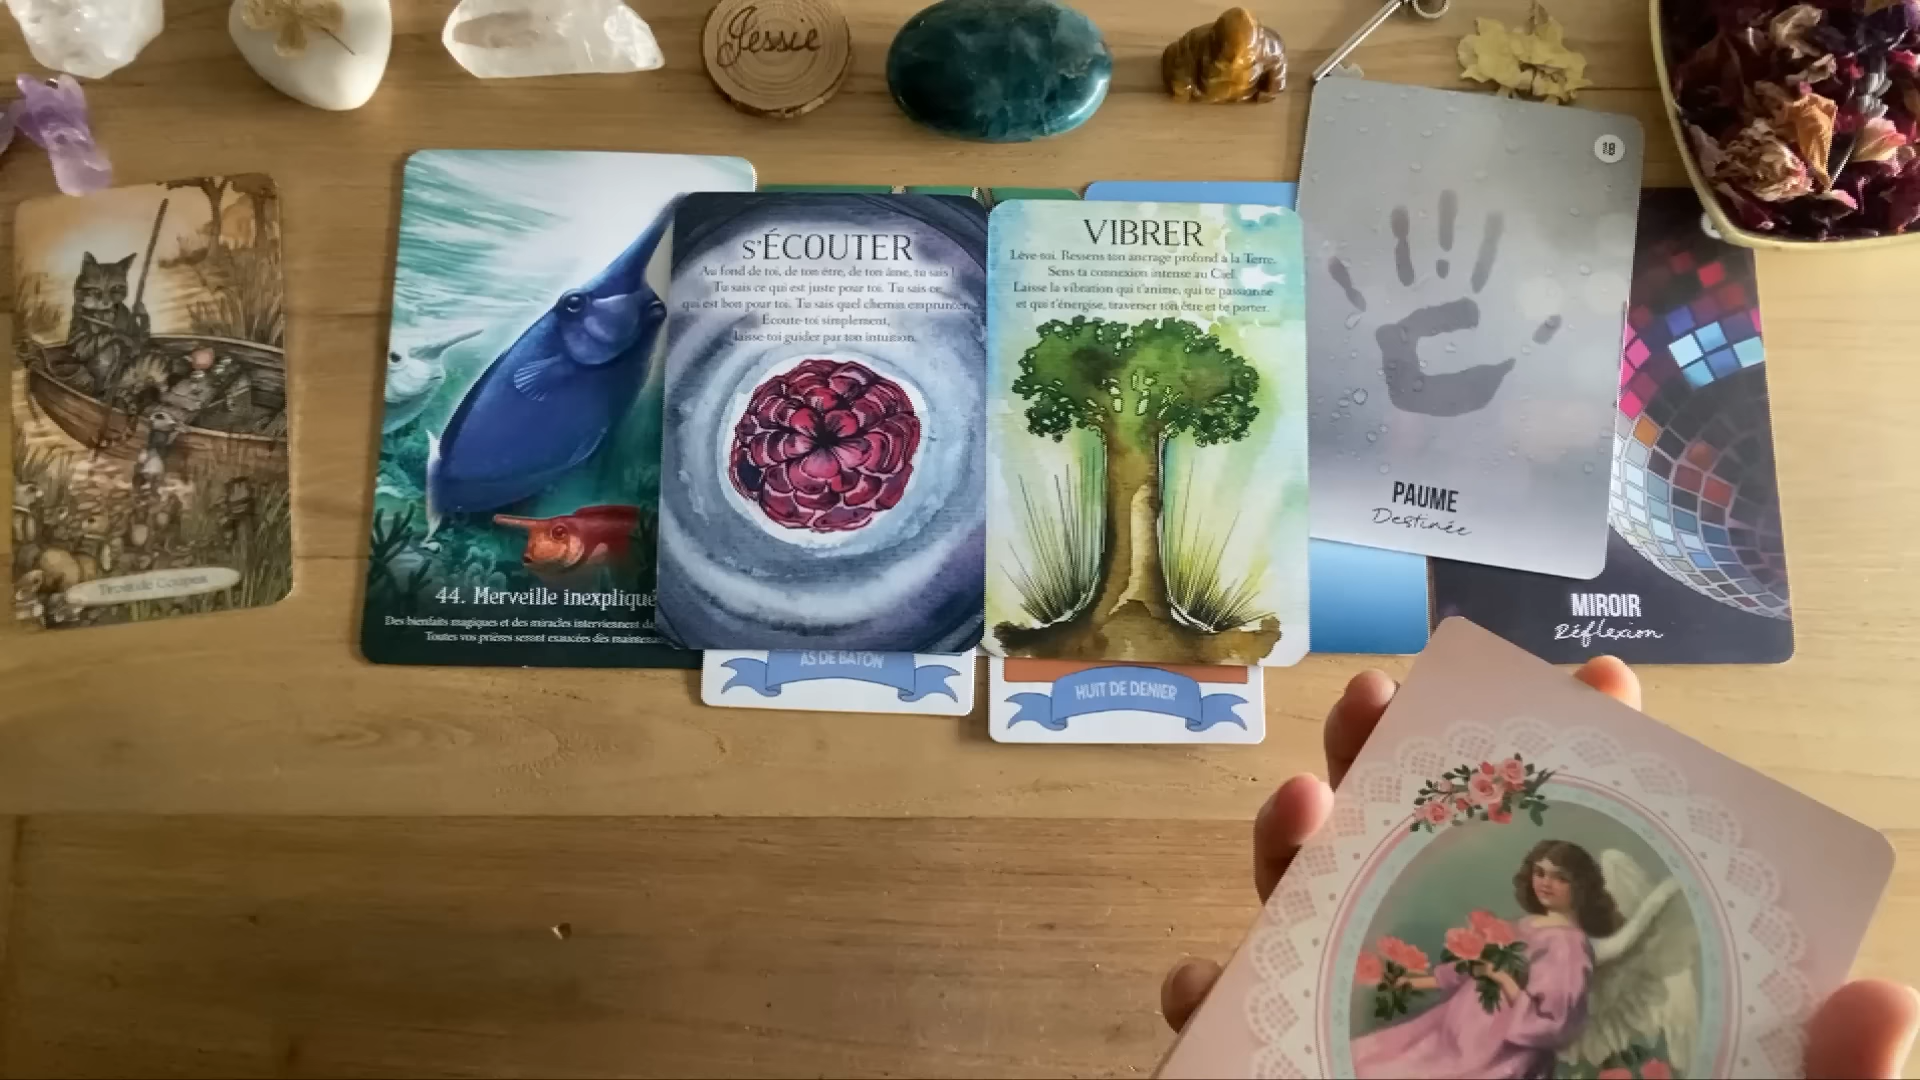 Jessie
18
s'ÉCOUTER
Au fond de toi, de ton être, de ton âme, tu sais !
Tu sais ce qui est juste pour toi. Tu sais ce
qui est bon pour toi. Tu sais quel chemin emprunter.
Ecoute-toi simplement,
laisse-toi guider par ton intuition.
VIBRER
Lève-toi. Ressens ton ancrage profond à la Terre.
Sens ta connexion intense au Ciel.
Laisse la vibration qui t'anime, qui te passionne
et qui t'énergise, traverser ton être et te porter.
PAUME
Destinée
MIROIR
Réflexion
Trois de Coupes
44. Merveille inexpliqué
Des bienfaits magiques et des miracles interviennent
Toutes vos prières seront exaucées dès
AS DE BATON
HUIT DE DENIER